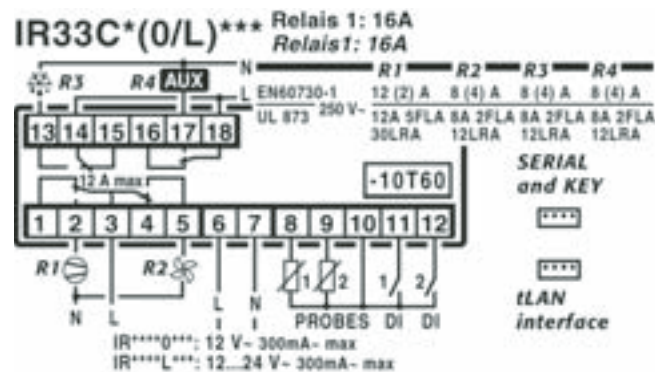 IR33C*(0/L)*** Relais 1: 16A
Relais1: 16A
N R1 R2 R3 R4
R3 R4 AUX
L EN60730-1 250 V~ 12 (2) A 8 (4) A 8 (4) A 8 (4) A
UL 873 12A 5FLA 8A 2FLA 8A 2FLA 8A 2FLA
30LRA 12LRA 12LRA 12LRA
13 14 15 16 17 18
SERIAL
and KEY
12 A max
-10T60
1 2 3 4 5 6 7 8 9 10 11 12
R1 R2 1 2 1 2
N L L N
PROBES DI DI
tLAN
interface
IR****0***: 12 V~ 300mA~ max
IR****L***: 12...24 V~ 300mA~ max